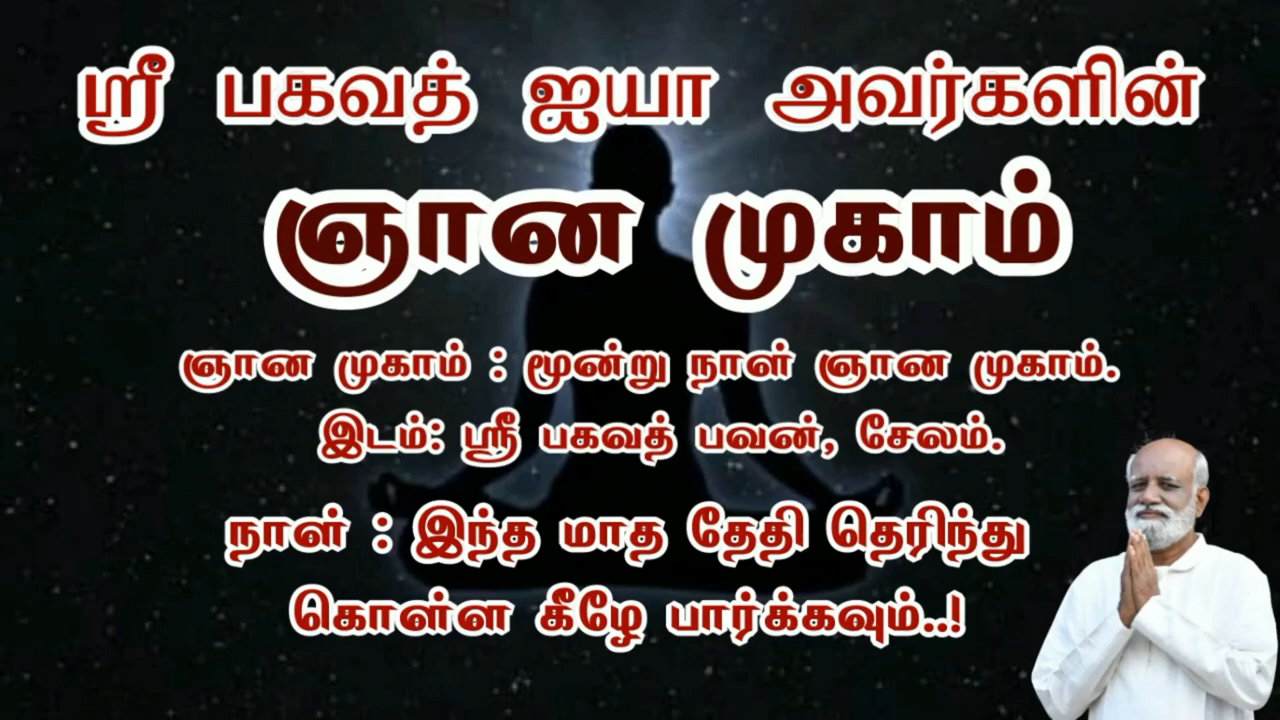 ஸ்ரீ பகவத் ஐயா அவர்களின்
ஞான முகாம்
ஞான முகாம் : மூன்று நாள் ஞான முகாம்.
இடம்: ஸ்ரீ பகவத் பவன், சேலம்.
நாள் : இந்த மாத தேதி தெரிந்து
கொள்ள கீழே பார்க்கவும்..!